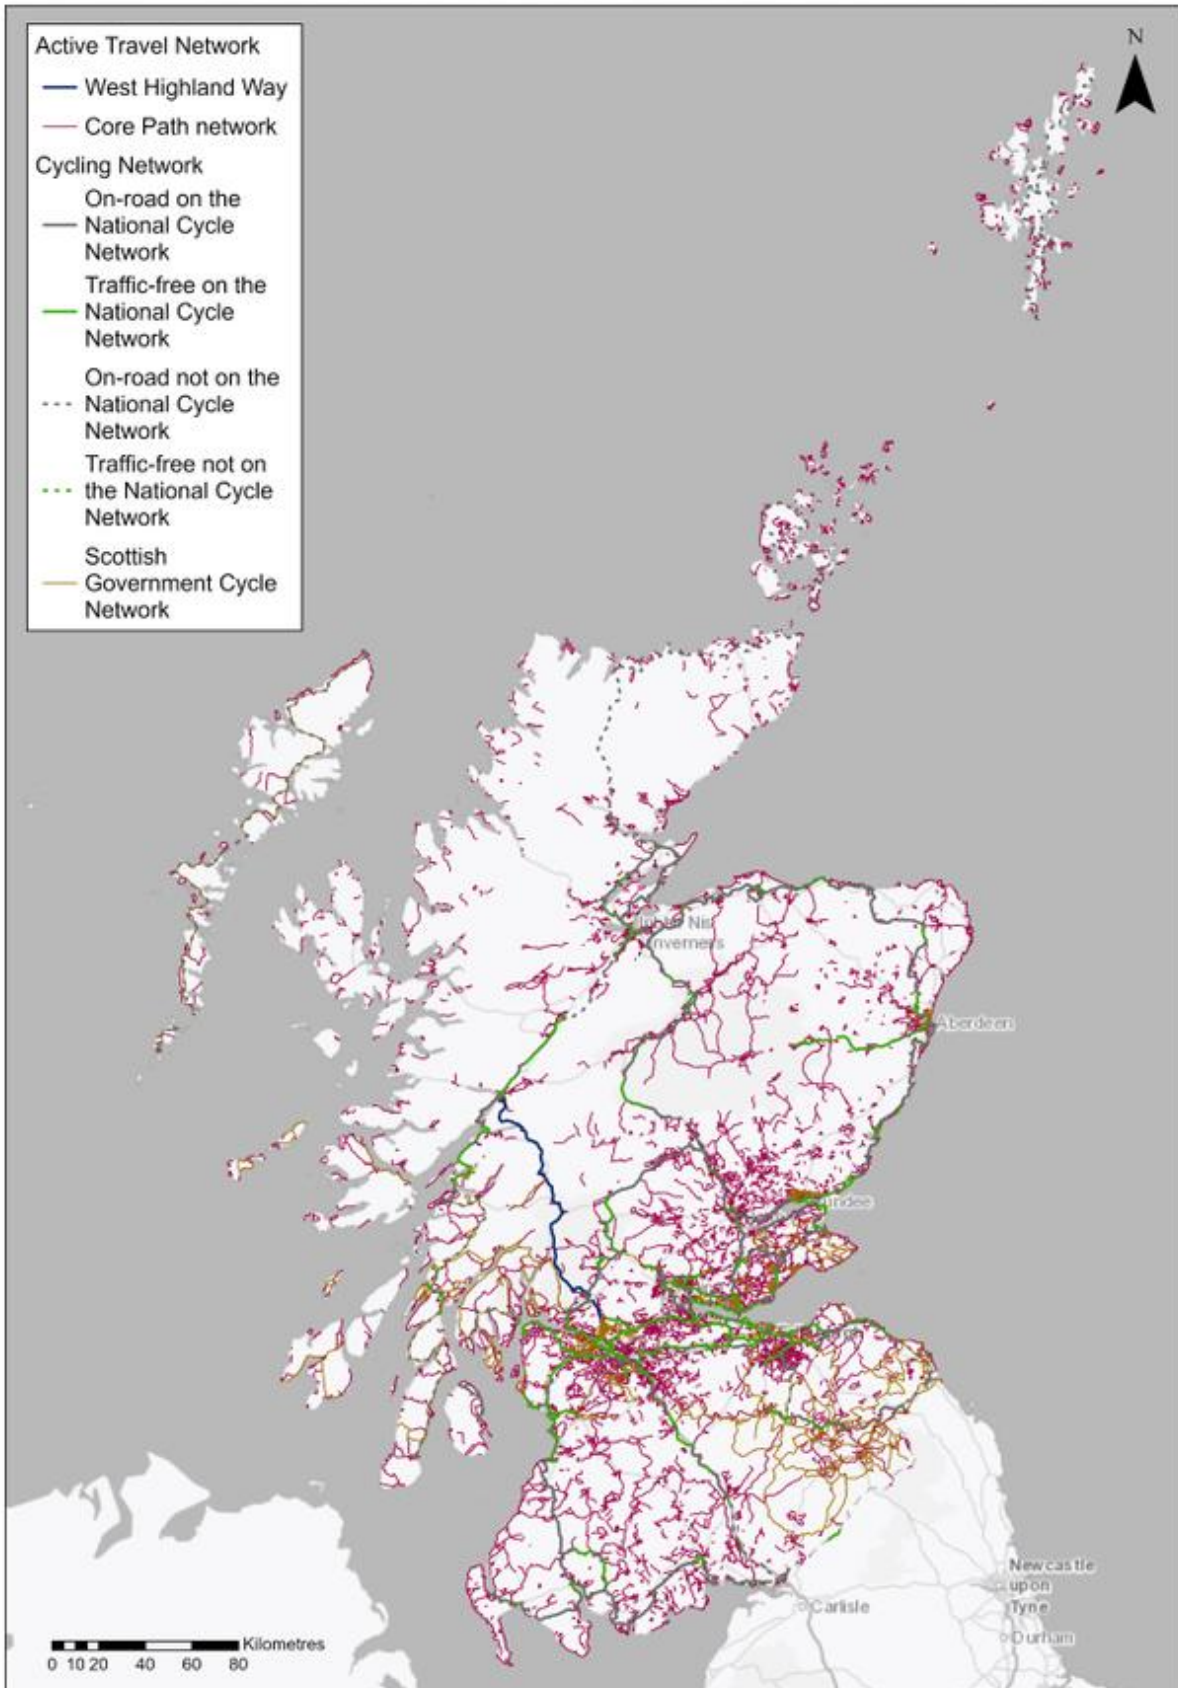 Active Travel Network
West Highland Way
Core Path network
Cycling Network
On-road on the
National Cycle
Network
Traffic-free on the
National Cycle
Network
On-road not on the
National Cycle
Network
Traffic-free not on
the National Cycle
Network
Scottish
Government Cycle
Network
N
Aberdeen
Newcastle
upon
Tyne
Carlisle
Durham
Kilometres
0 10 20 40 60 80